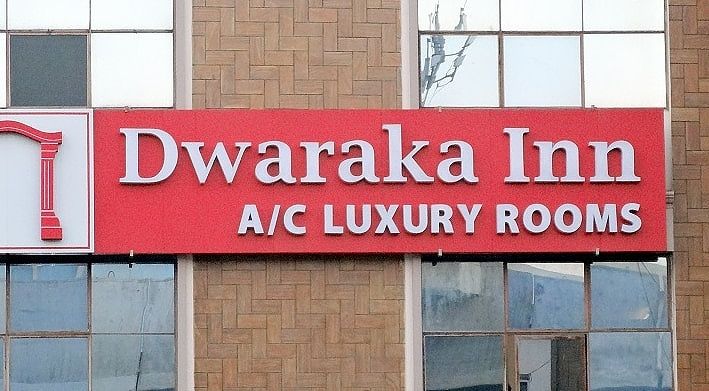 Dwaraka Inn
A/C LUXURY ROOMS